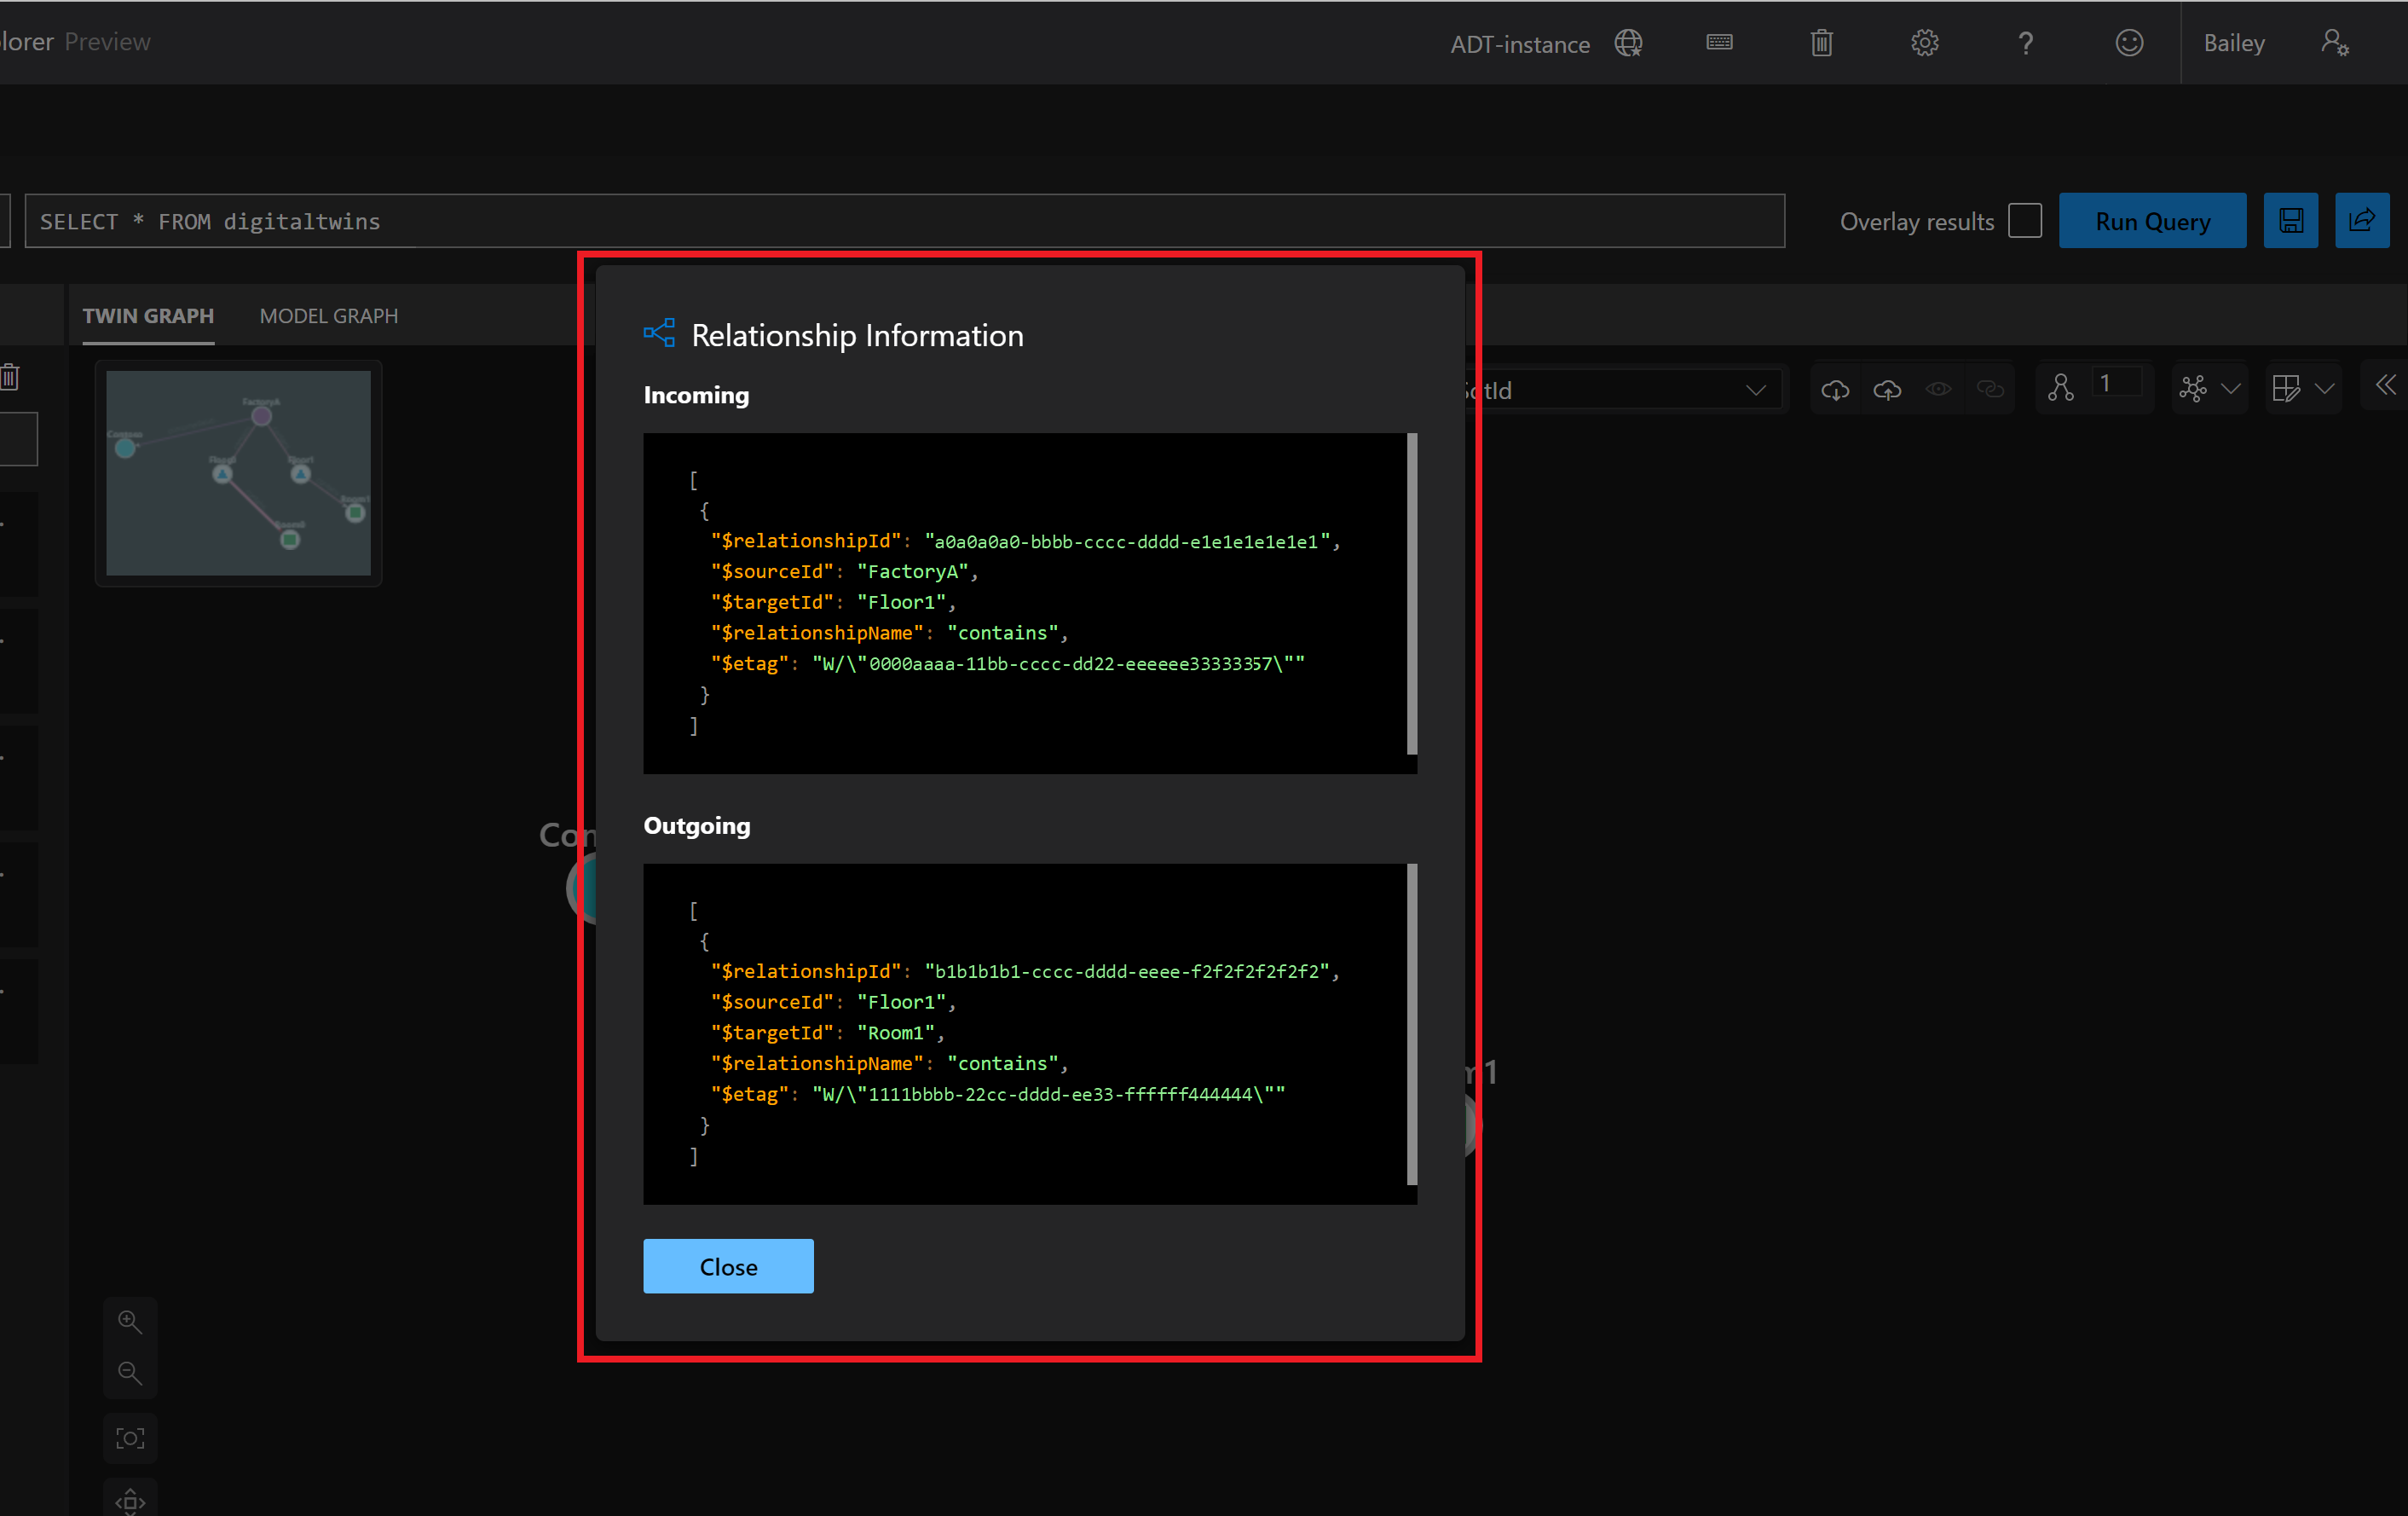 lorer Preview
ADT-instance
?
Bailey
SELECT * FROM digitaltwins
Overlay results
Run Query
TWIN GRAPH
MODEL GRAPH
Relationship Information
Incoming
[
{
"$relationshipId": "a0a0a0a0-bbbb-cccc-dddd-e1e1e1e1e1e1",
"$sourceId": "FactoryA",
"$targetId": "Floor1",
"$relationshipName": "contains",
"$etag": "W/\"0000aaaa-11bb-cccc-dd22-eeeeee33333357\""
}
]
Outgoing
[
{
"$relationshipId": "b1b1b1b1-cccc-dddd-eeee-f2f2f2f2f2f2",
"$sourceId": "Floor1",
"$targetId": "Room1",
"$relationshipName": "contains",
"$etag": "W/\"1111bbbb-22cc-dddd-ee33-ffffff444444\""
}
]
Close
tId
1
FactoryA
Con
m1